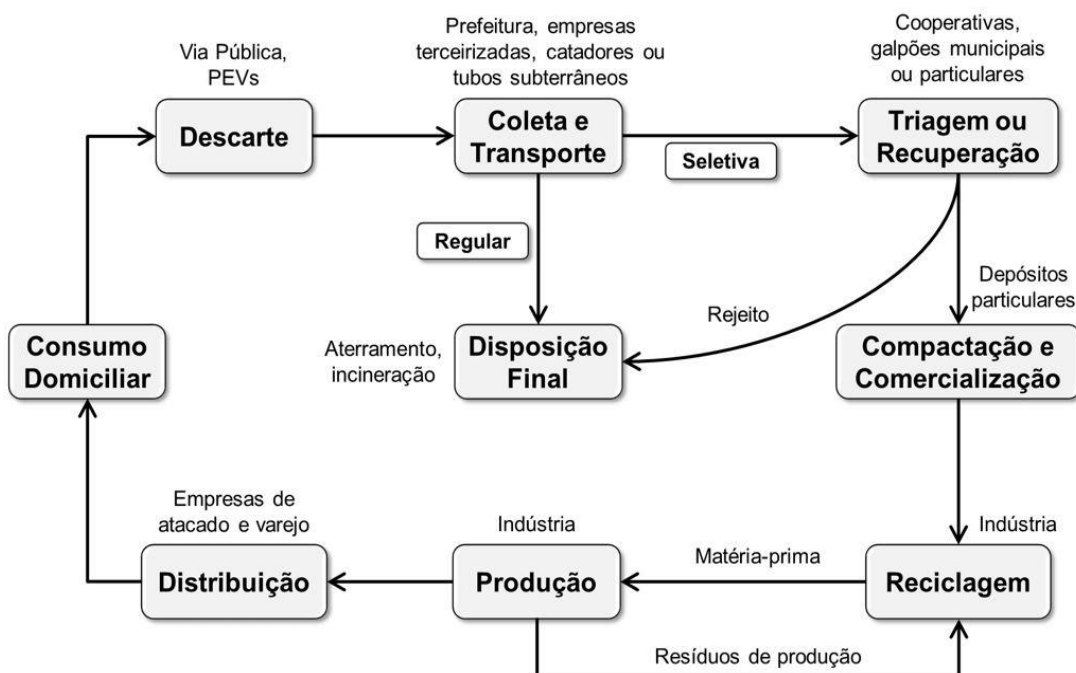 Via Pública,
PEVs
Descarte
Prefeitura, empresas
terceirizadas, catadores ou
tubos subterrâneos
Coleta e
Transporte
Seletiva
Cooperativas,
galpões municipais
ou particulares
Triagem ou
Recuperação
Regular
Rejeito
Depósitos
particulares
Consumo
Domiciliar
Aterramento,
incineração
Disposição
Final
Compactação e
Comercialização
Empresas de
atacado e varejo
Distribuição
Indústria
Produção
Matéria-prima
Indústria
Reciclagem
Resíduos de produção